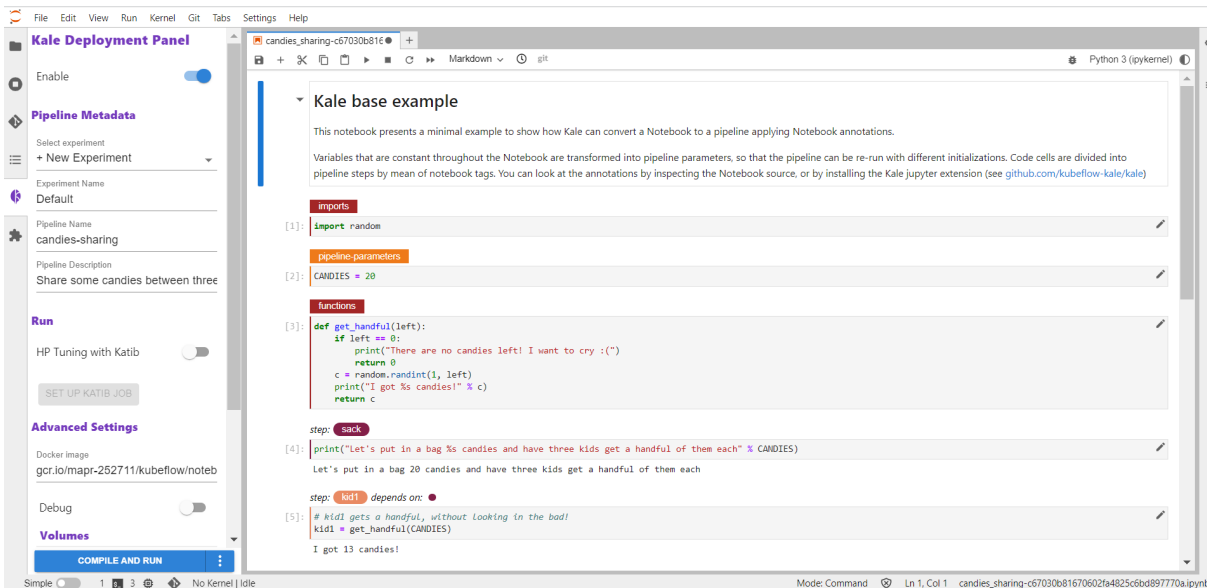 File Edit View Run Kernel Git Tabs Settings Help
Kale Deployment Panel
Enable
Pipeline Metadata
Select experiment
+ New Experiment
Experiment Name
Default
Pipeline Name
candies-sharing
Pipeline Description
Share some candies between three
Run
HP Tuning with Katib
SET UP KATIB JOB
Advanced Settings
Docker image
gcr.io/mapr-252711/kubeflow/noteb
Debug
Volumes
COMPILE AND RUN
candies_sharing-c67030b816
Markdown
git
Python 3 (ipykernel)
Kale base example
This notebook presents a minimal example to show how Kale can convert a Notebook to a pipeline applying Notebook annotations.
Variables that are constant throughout the Notebook are transformed into pipeline parameters, so that the pipeline can be re-run with different initializations. Code cells are divided into
pipeline steps by mean of notebook tags. You can look at the annotations by inspecting the Notebook source, or by installing the Kale jupyter extension (see github.com/kubeflow-kale/kale)
imports
[1]: import random
pipeline-parameters
[2]: CANDIES = 20
functions
[3]: def get_handful(left):
if left == 0:
print("There are no candies left! I want to cry :(")
return 0
c = random.randint(1, left)
print("I got %s candies!" % c)
return c
step: sack
[4]: print("Let's put in a bag %s candies and have three kids get a handful of them each" % CANDIES)
Let's put in a bag 20 candies and have three kids get a handful of them each
step: kid1 depends on:
[5]: # kid1 gets a handful, without looking in the bad!
kid1 = get_handful(CANDIES)
I got 13 candies!
Simple 1 3 No Kernel | Idle
Mode: Command Ln 1, Col 1 candies_sharing-c67030b81670602fa4825c6bd897770a.ipynb